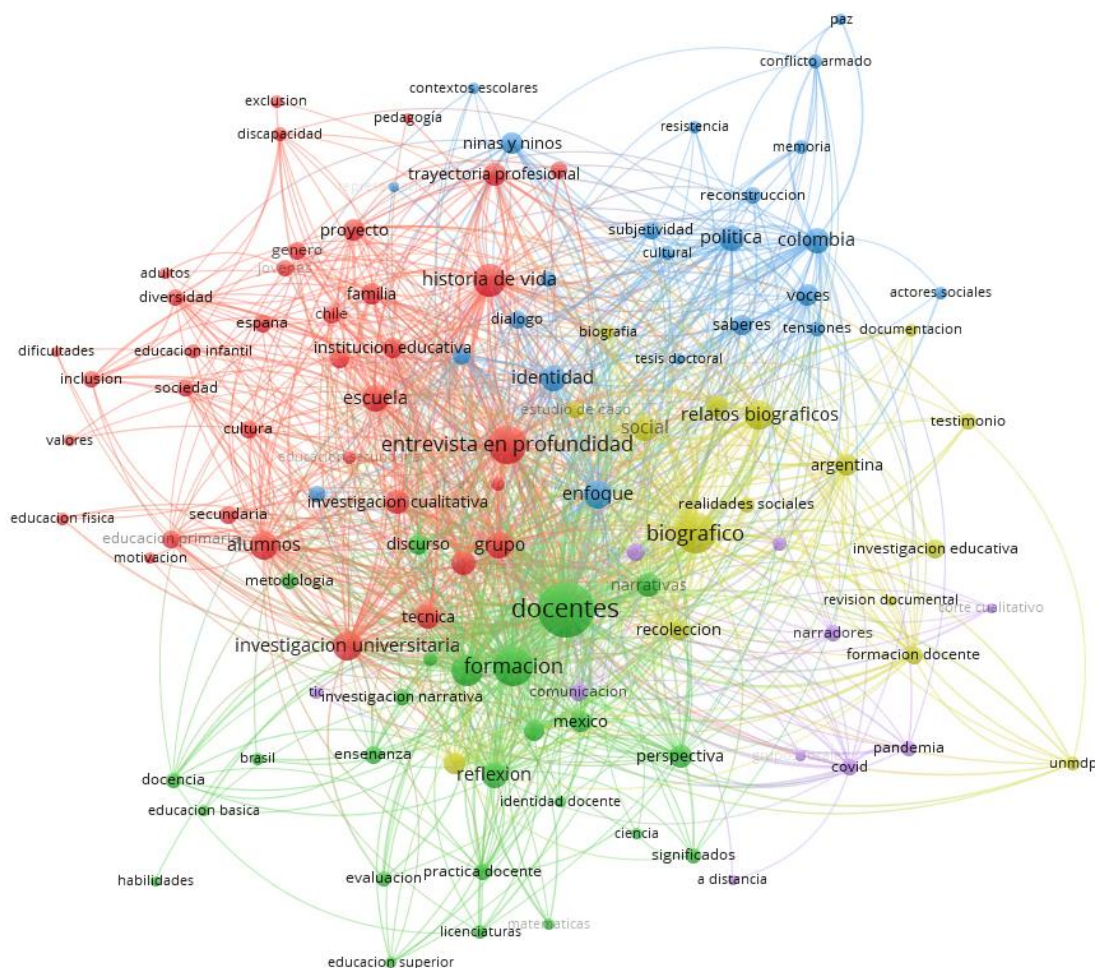 paz
conflicto armado
contextos escolares
exclusion
pedagogía
discapacidad
resistencia
ninas y ninos
memoria
trayectoria profesional
reconstruccion
proyecto
subjetividad
politica
colombia
genero
cultural
jovenes
adultos
historia de vida
diversidad
familia
voces
actores sociales
chile
espana
dialogo
saberes
tensiones
documentacion
biografia
institucion educativa
dificultades
educacion infantil
tesis doctoral
inclusion
identidad
sociedad
escuela
estudio de caso
relatos biograficos
testimonio
social
cultura
valores
entrevista en profundidad
argentina
enfoque
investigacion cualitativa
realidades sociales
educacion fisica
secundaria
biografico
educacion primaria
alumnos
discurso
grupo
investigacion educativa
motivacion
metodologia
narrativas
revision documental
corte cualitativo
docentes
tecnica
recoleccion
narradores
investigacion universitaria
formacion docente
formacion
comunicacion
tic
investigacion narrativa
mexico
pandemia
brasil
ensenanza
perspectiva
covid
unmdp
docencia
reflexion
identidad docente
educacion basica
ciencia
significados
practica docente
habilidades
evaluacion
a distancia
matematicas
licenciaturas
educacion superior